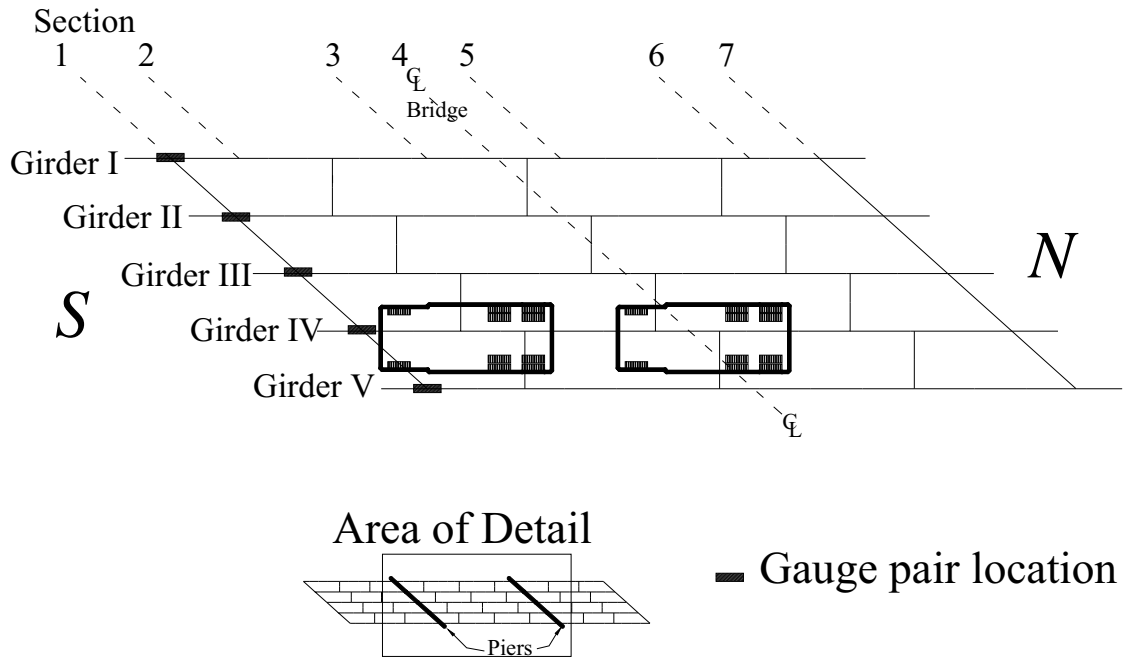 Section
1 2 3 4 5 6 7
℄
Bridge
Girder I
Girder II
Girder III
N
S
Girder IV
Girder V
℄
Area of Detail
Gauge pair location
Piers